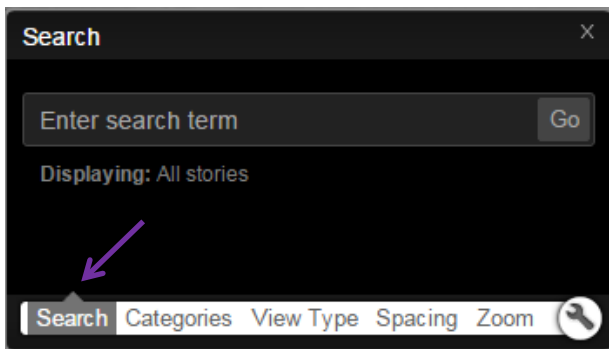 Search X
Enter search term Go
Displaying: All stories
Search Categories View Type Spacing Zoom